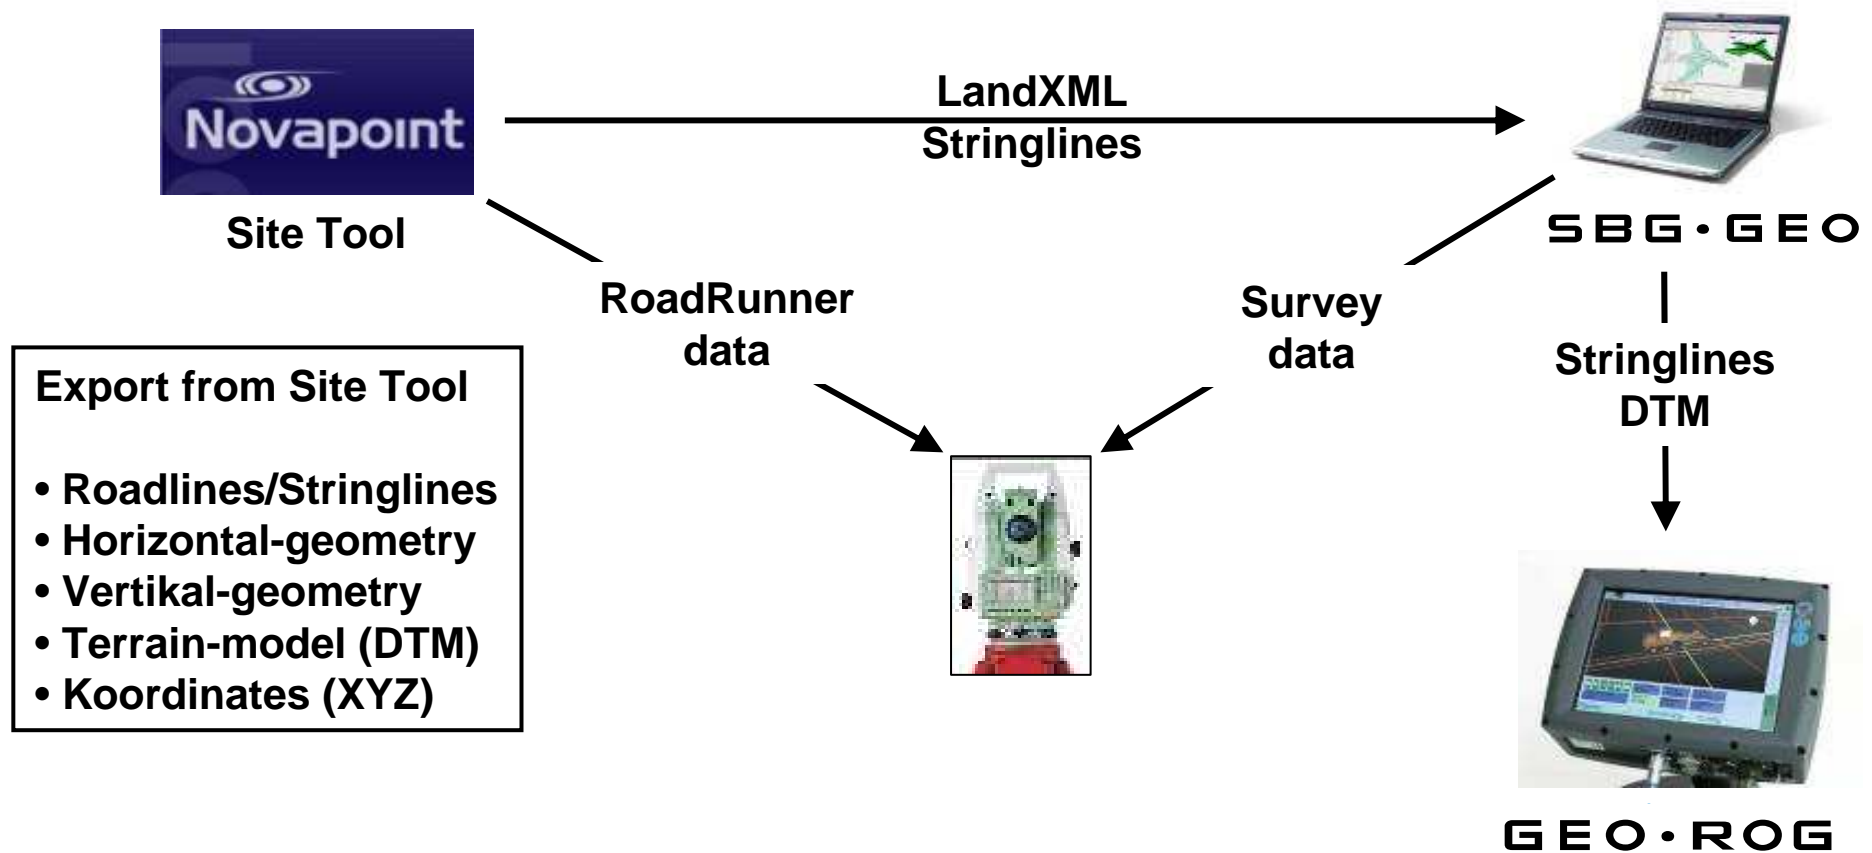 Novapoint
Site Tool
LandXML
Stringlines
SBG·GEO
RoadRunner
data
Survey
data
Stringlines
DTM
Export from Site Tool
• Roadlines/Stringlines
• Horizontal-geometry
• Vertikal-geometry
• Terrain-model (DTM)
• Koordinates (XYZ)
GEO·ROG